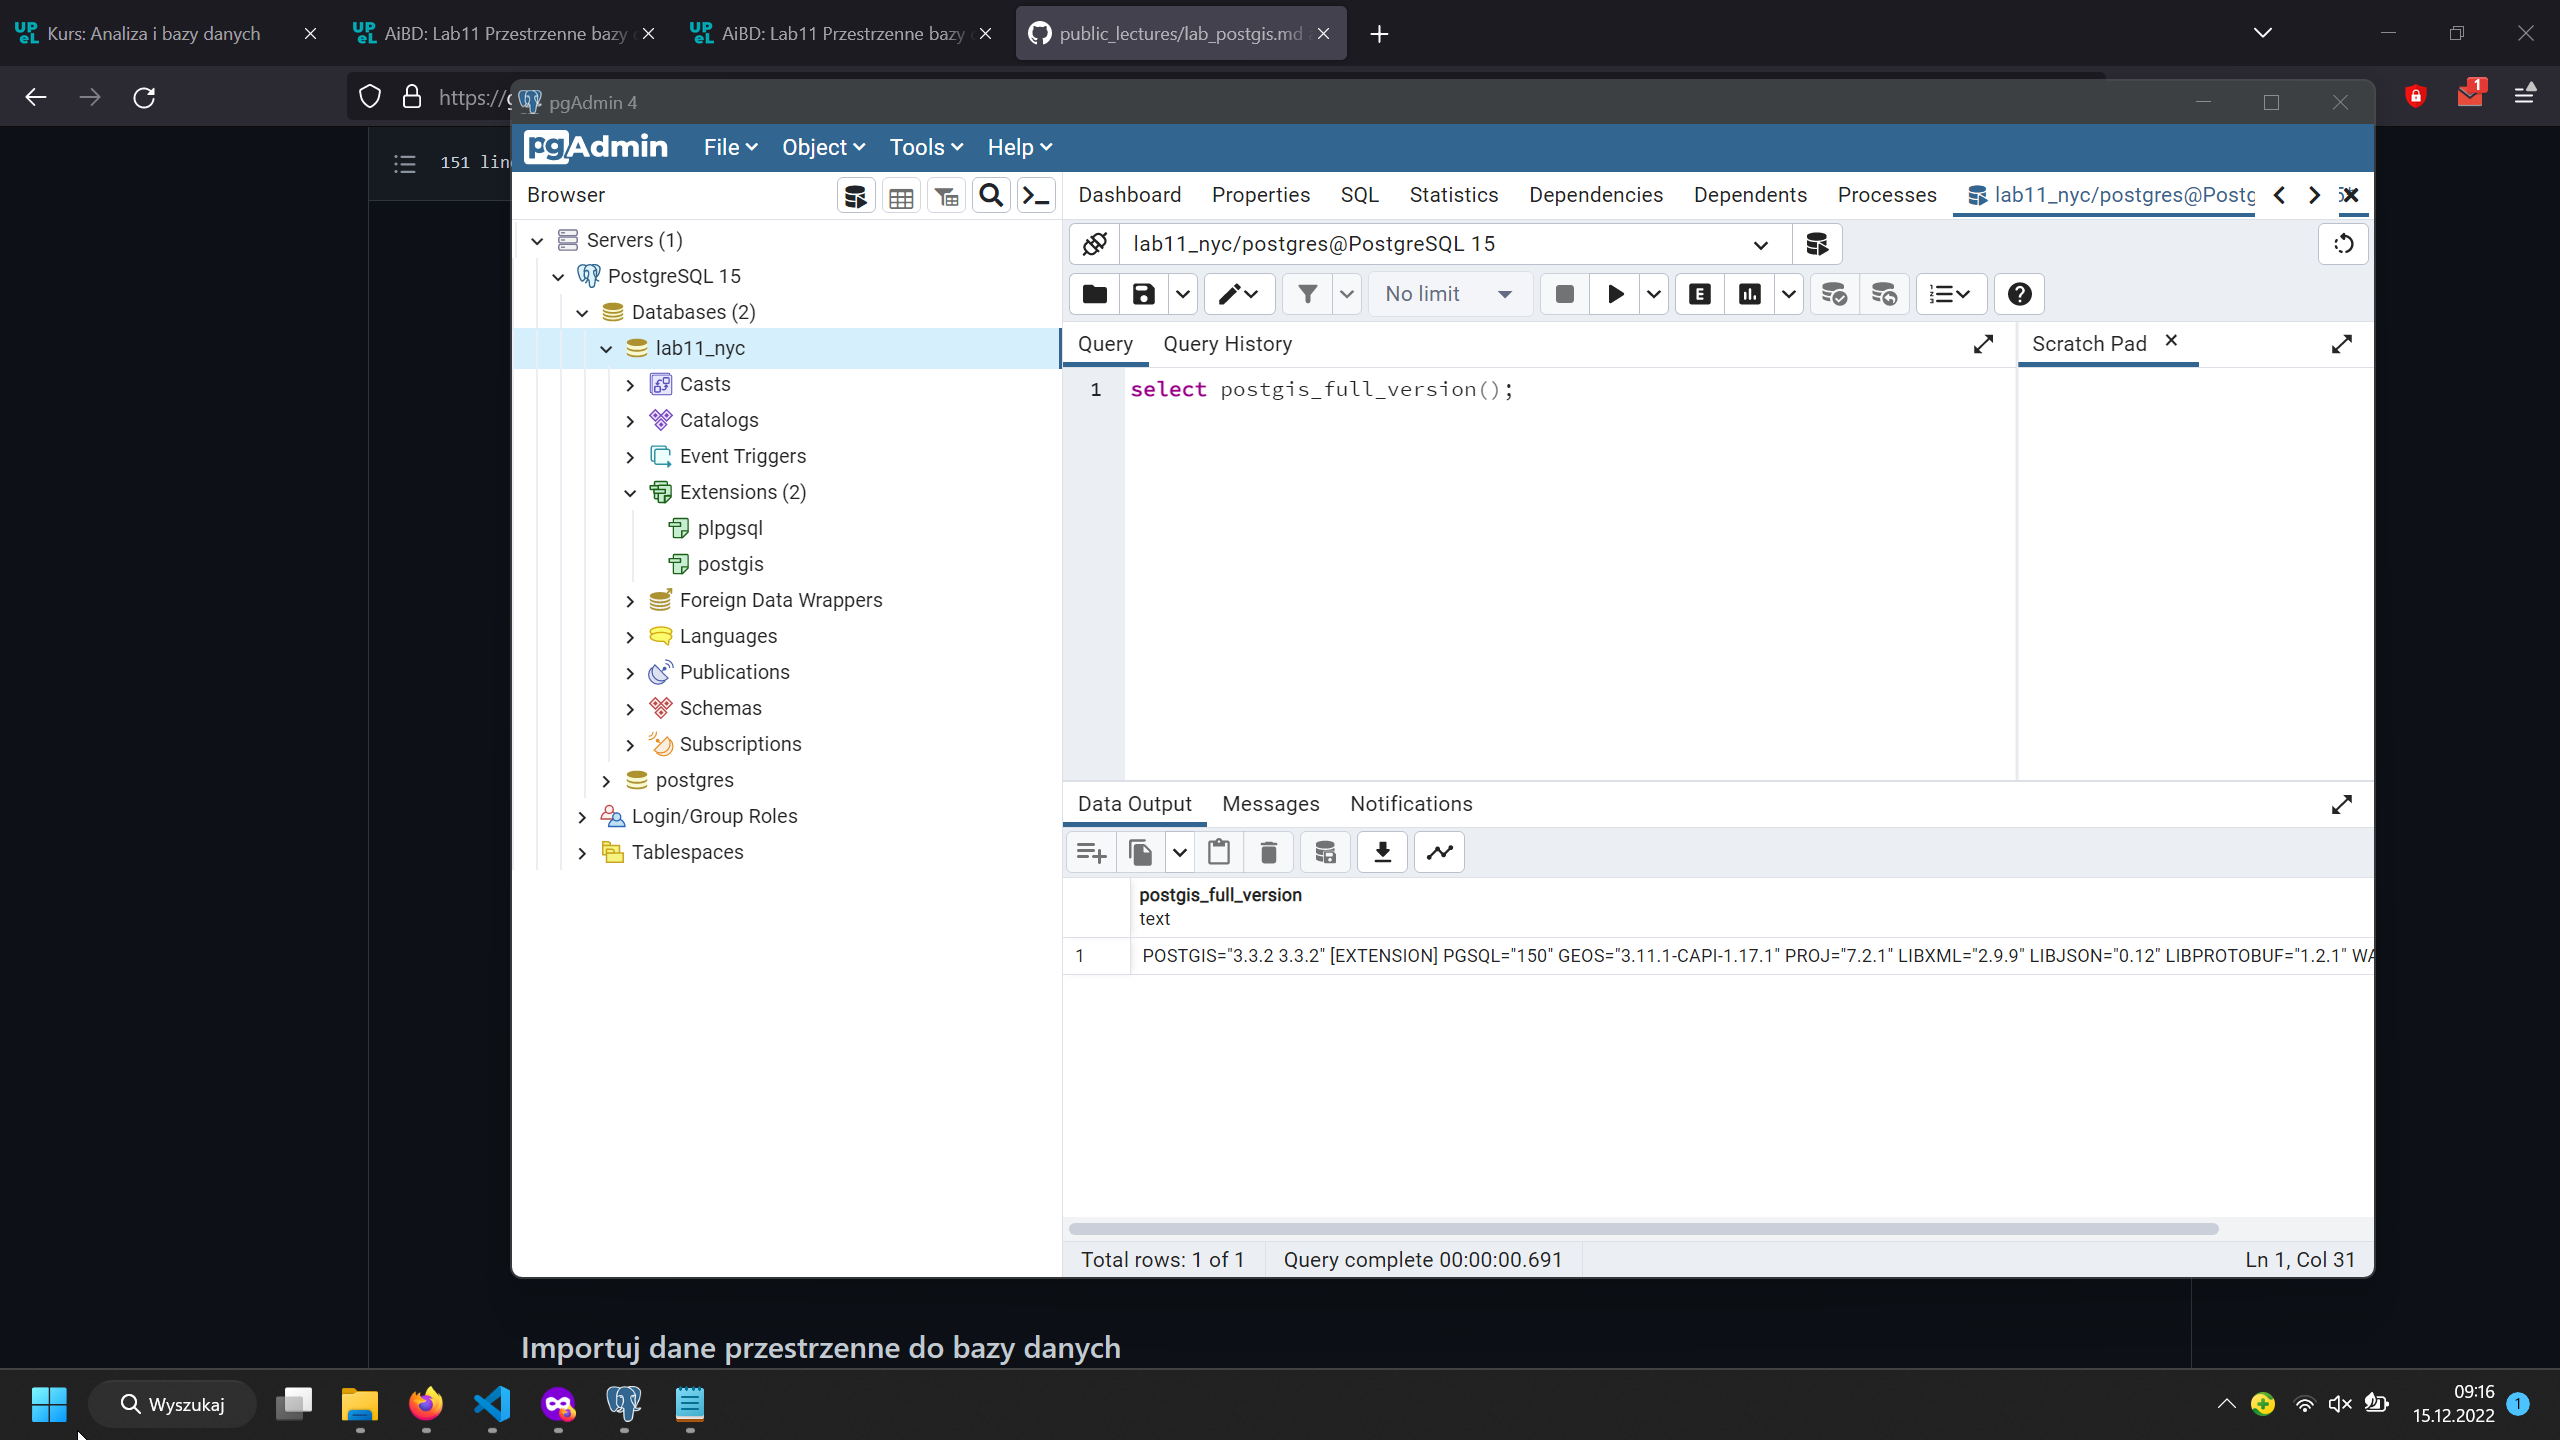 Kurs: Analiza i bazy danych
AiBD: Lab11 Przestrzenne bazy
AiBD: Lab11 Przestrzenne bazy
public_lectures/lab_postgis.md
https://g
1
pgAdmin 4
151 lin
pgAdmin
File
Object
Tools
Help
Browser
Dashboard
Properties
SQL
Statistics
Dependencies
Dependents
Processes
lab11_nyc/postgres@Postg
Servers (1)
PostgreSQL 15
Databases (2)
lab11_nyc
Casts
Catalogs
Event Triggers
Extensions (2)
plpgsql
postgis
Foreign Data Wrappers
Languages
Publications
Schemas
Subscriptions
postgres
Login/Group Roles
Tablespaces
lab11_nyc/postgres@PostgreSQL 15
No limit
E
Query
Query History
Scratch Pad
1 select postgis_full_version();
Data Output
Messages
Notifications
postgis_full_version
text
1 POSTGIS="3.3.2 3.3.2" [EXTENSION] PGSQL="150" GEOS="3.11.1-CAPI-1.17.1" PROJ="7.2.1" LIBXML="2.9.9" LIBJSON="0.12" LIBPROTOBUF="1.2.1" WA
Total rows: 1 of 1
Query complete 00:00:00.691
Ln 1, Col 31
Importuj dane przestrzenne do bazy danych
Wyszukaj
09:16
15.12.2022
1